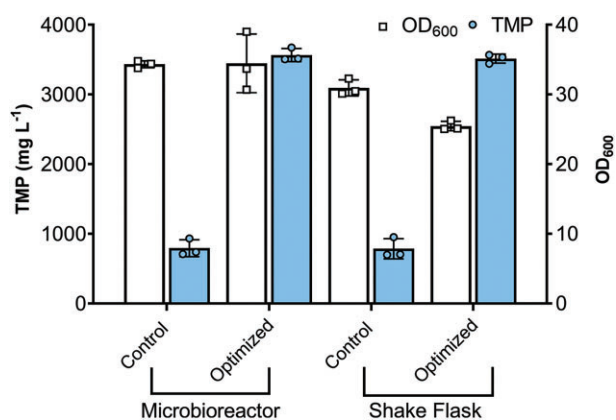 OD600 TMP
4000
3000
2000
1000
0
TMP (mg L-1)
40
30
20
10
0
OD600
Control
Optimized
Control
Optimized
Microbioreactor
Shake Flask